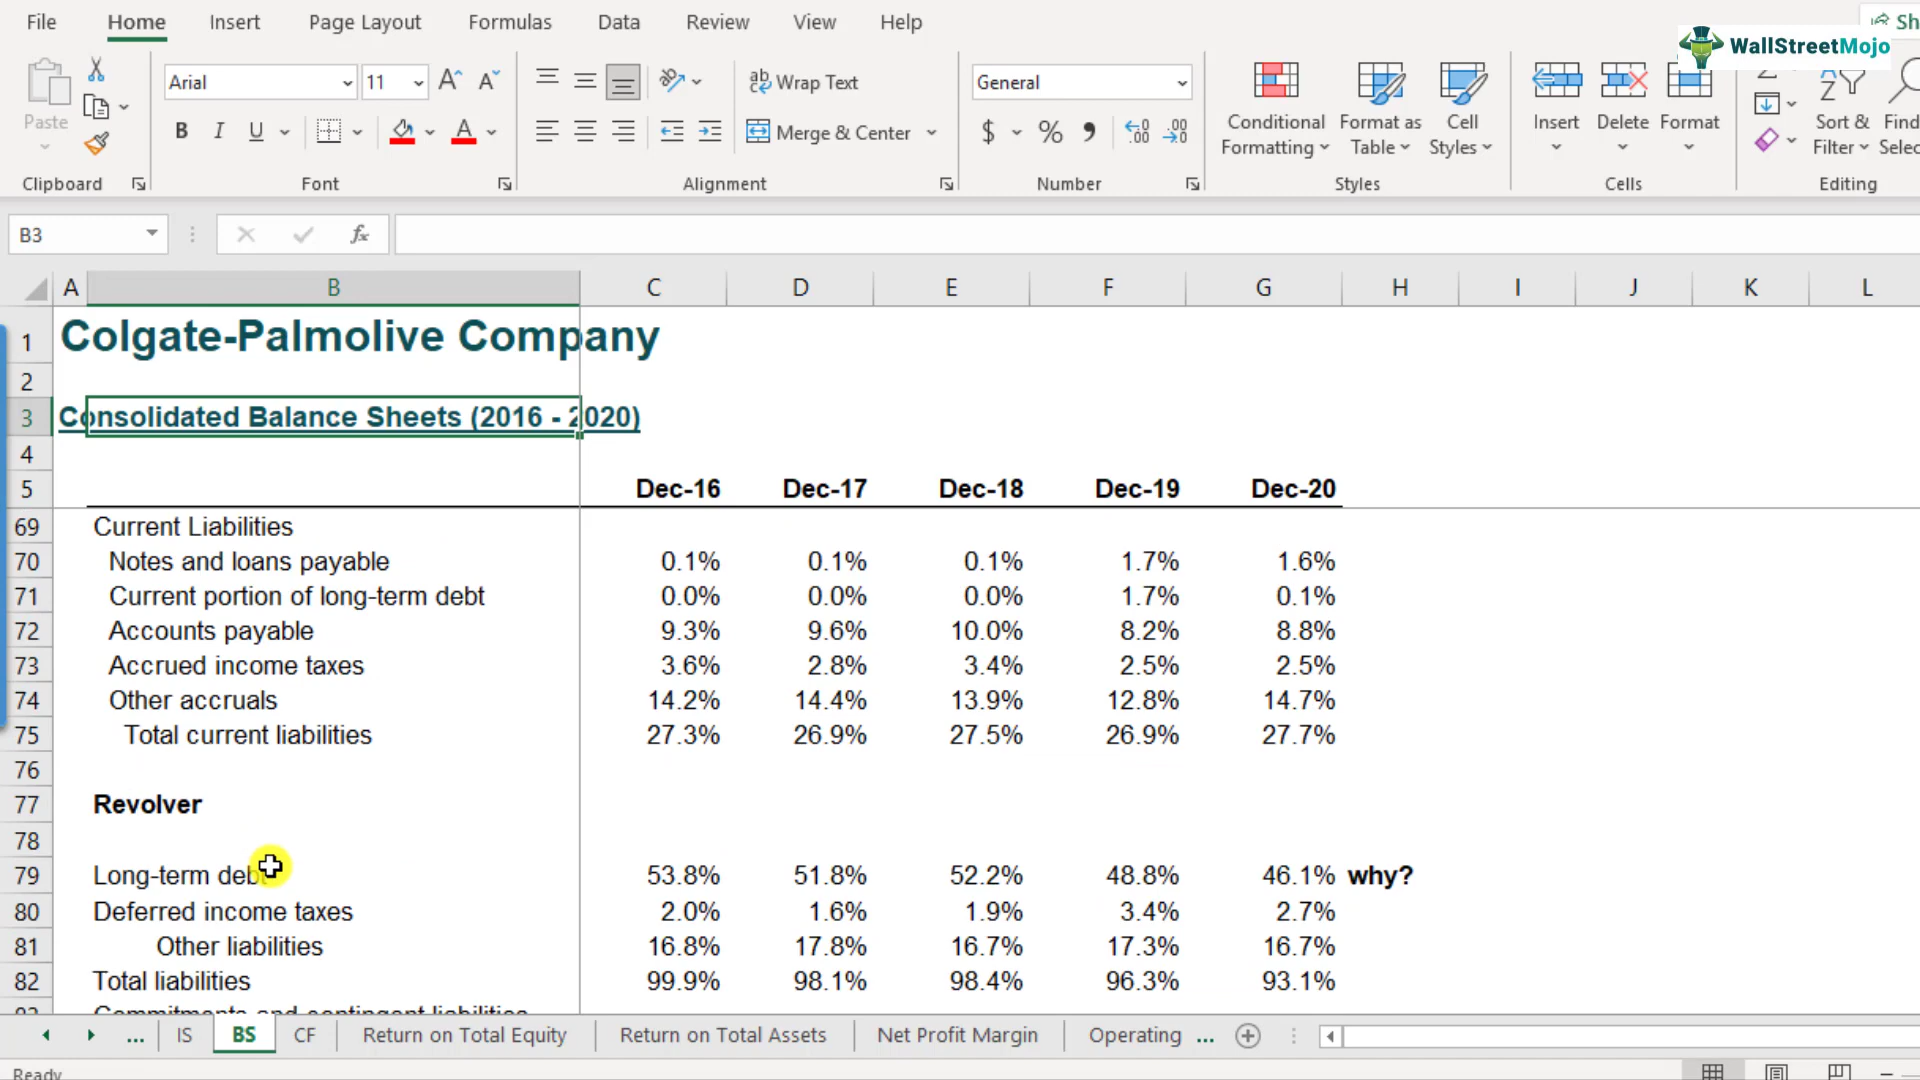 File Home Insert Page Layout Formulas Data Review View Help Sh
WallStreetMojo
Paste
Arial 11
B I U
Wrap Text
Merge & Center
General
$ %
Conditional Formatting
Format as Table
Cell Styles
Insert Delete Format
Sort & Filter
Find
Selec
Clipboard Font Alignment Number Styles Cells Editing
B3 fx
A B C D E F G H I J K L
1 Colgate-Palmolive Company
2
3 Consolidated Balance Sheets (2016 - 2020)
4
5 Dec-16 Dec-17 Dec-18 Dec-19 Dec-20
69 Current Liabilities
70 Notes and loans payable 0.1% 0.1% 0.1% 1.7% 1.6%
71 Current portion of long-term debt 0.0% 0.0% 0.0% 1.7% 0.1%
72 Accounts payable 9.3% 9.6% 10.0% 8.2% 8.8%
73 Accrued income taxes 3.6% 2.8% 3.4% 2.5% 2.5%
74 Other accruals 14.2% 14.4% 13.9% 12.8% 14.7%
75 Total current liabilities 27.3% 26.9% 27.5% 26.9% 27.7%
76
77 Revolver
78
79 Long-term debt 53.8% 51.8% 52.2% 48.8% 46.1% why?
80 Deferred income taxes 2.0% 1.6% 1.9% 3.4% 2.7%
81 Other liabilities 16.8% 17.8% 16.7% 17.3% 16.7%
82 Total liabilities 99.9% 98.1% 98.4% 96.3% 93.1%
83 Commitments and contingent liabilities
... IS BS CF Return on Total Equity Return on Total Assets Net Profit Margin Operating ...
Ready